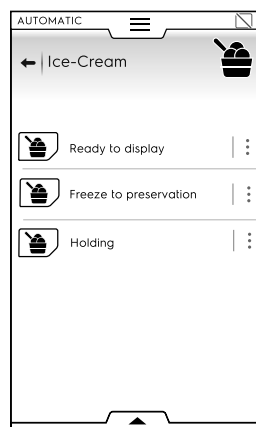 AUTOMATIC
Ice-Cream
Ready to display
Freeze to preservation
Holding